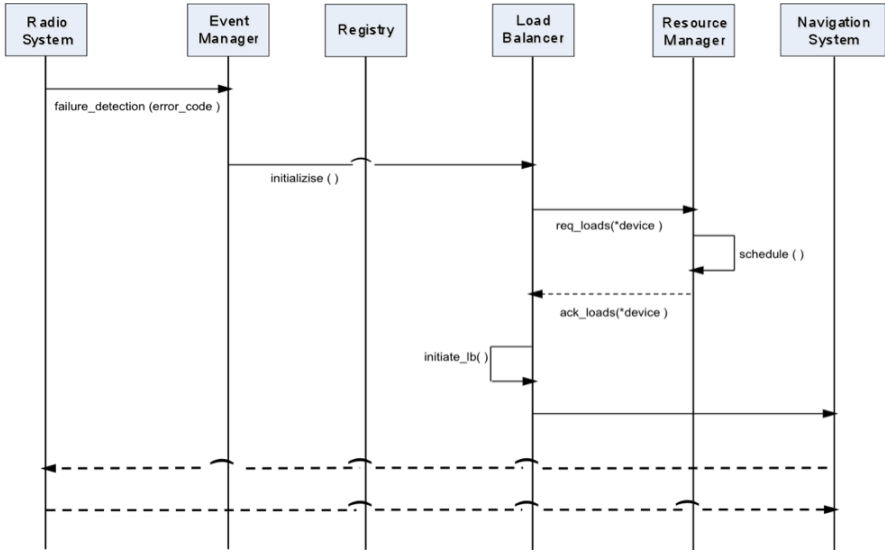 Radio
System
Event
Manager
Registry
Load
Balancer
Resource
Manager
Navigation
System
failure_detection (error_code )
initializise ( )
req_loads(*device )
schedule ( )
ack_loads(*device )
initiate_lb( )